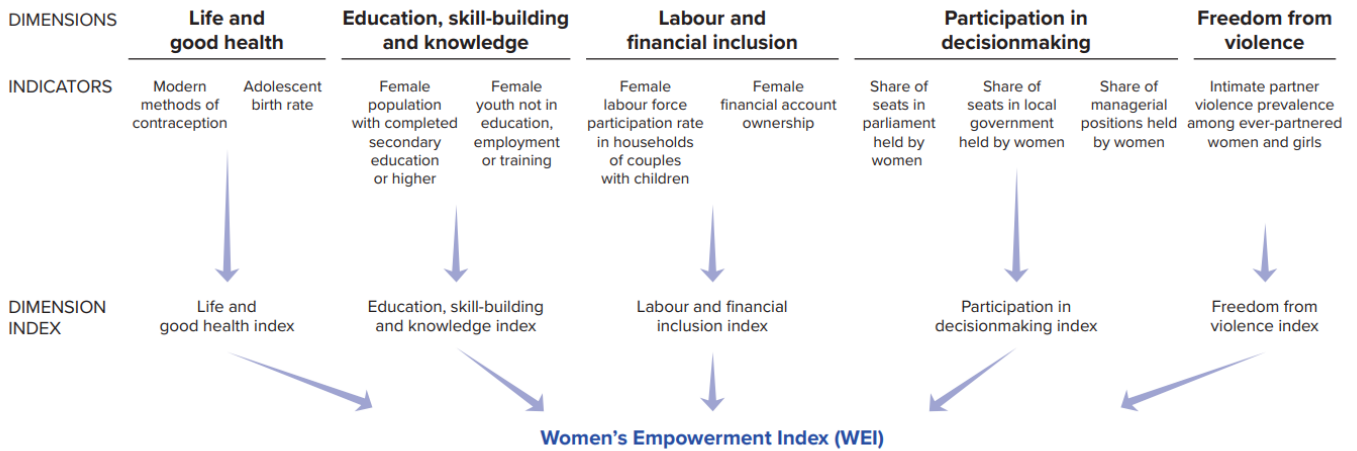 DIMENSIONS
Life and
good health
Education, skill-building
and knowledge
Labour and
financial inclusion
Participation in
decisionmaking
Freedom from
violence
INDICATORS
Modern
methods of
contraception
Adolescent
birth rate
Female
population
with completed
secondary
education
or higher
Female
youth not in
education,
employment
or training
Female
labour force
participation rate
in households
of couples
with children
Female
financial account
ownership
Share of
seats in
parliament
held by
women
Share of
seats in local
government
held by women
Share of
managerial
positions held
by women
Intimate partner
violence prevalence
among ever-partnered
women and girls
DIMENSION
INDEX
Life and
good health index
Education, skill-building
and knowledge index
Labour and financial
inclusion index
Participation in
decisionmaking index
Freedom from
violence index
Women’s Empowerment Index (WEI)